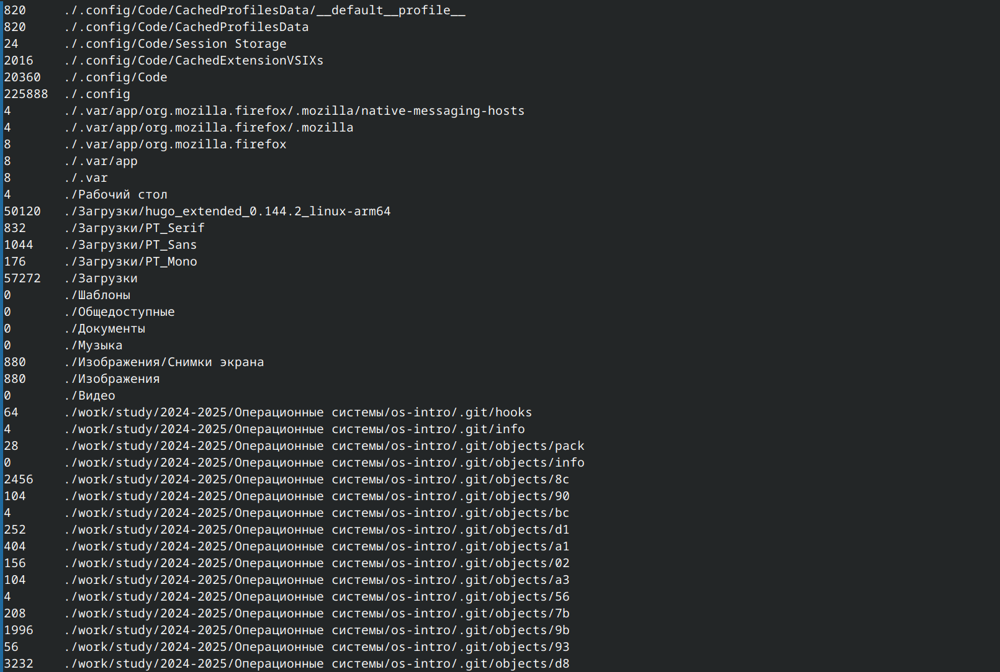 820     ./.config/Code/CachedProfilesData/__default__profile__
820     ./.config/Code/CachedProfilesData
24      ./.config/Code/Session Storage
2016    ./.config/Code/CachedExtensionVSIXs
20360   ./.config/Code
225888  ./.config
4       ./.var/app/org.mozilla.firefox/.mozilla/native-messaging-hosts
4       ./.var/app/org.mozilla.firefox/.mozilla
8       ./.var/app/org.mozilla.firefox
8       ./.var/app
8       ./.var
4       ./Рабочий стол
50120   ./Загрузки/hugo_extended_0.144.2_linux-arm64
832     ./Загрузки/PT_Serif
1044    ./Загрузки/PT_Sans
176     ./Загрузки/PT_Mono
57272   ./Загрузки
0       ./Шаблоны
0       ./Общедоступные
0       ./Документы
0       ./Музыка
880     ./Изображения/Снимки экрана
880     ./Изображения
0       ./Видео
64      ./work/study/2024-2025/Операционные системы/os-intro/.git/hooks
4       ./work/study/2024-2025/Операционные системы/os-intro/.git/info
28      ./work/study/2024-2025/Операционные системы/os-intro/.git/objects/pack
0       ./work/study/2024-2025/Операционные системы/os-intro/.git/objects/info
2456    ./work/study/2024-2025/Операционные системы/os-intro/.git/objects/8c
104     ./work/study/2024-2025/Операционные системы/os-intro/.git/objects/90
4       ./work/study/2024-2025/Операционные системы/os-intro/.git/objects/bc
252     ./work/study/2024-2025/Операционные системы/os-intro/.git/objects/d1
404     ./work/study/2024-2025/Операционные системы/os-intro/.git/objects/a1
156     ./work/study/2024-2025/Операционные системы/os-intro/.git/objects/02
104     ./work/study/2024-2025/Операционные системы/os-intro/.git/objects/a3
4       ./work/study/2024-2025/Операционные системы/os-intro/.git/objects/56
208     ./work/study/2024-2025/Операционные системы/os-intro/.git/objects/7b
1996    ./work/study/2024-2025/Операционные системы/os-intro/.git/objects/9b
56      ./work/study/2024-2025/Операционные системы/os-intro/.git/objects/93
3232    ./work/study/2024-2025/Операционные системы/os-intro/.git/objects/d8